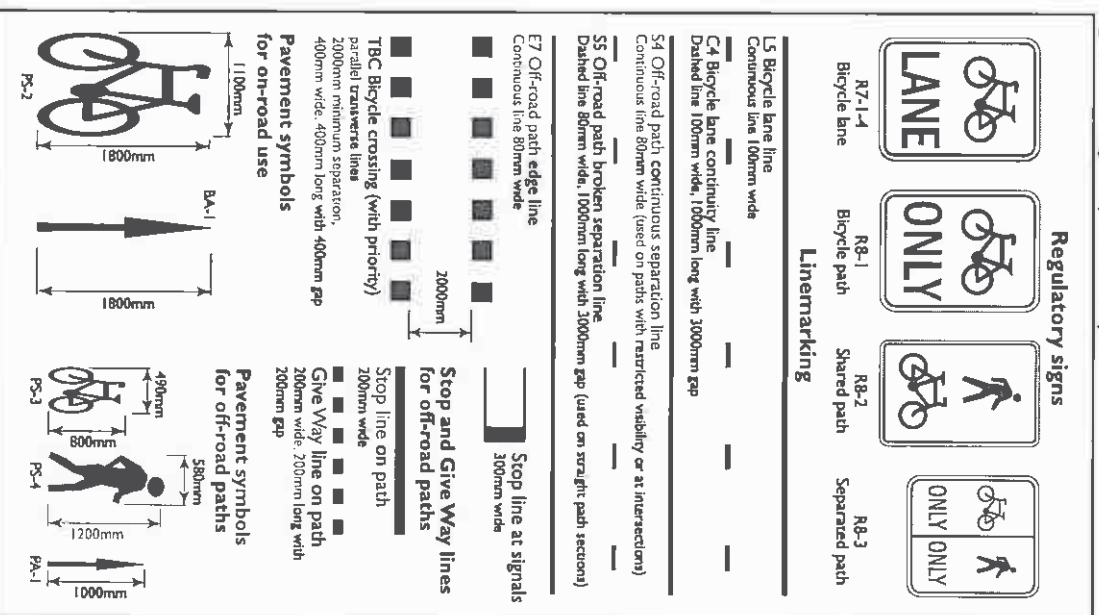 Regulatory signs
LANE
R7-1-4
Bicycle lane
ONLY
R8-1
Bicycle path
R8-2
Shared path
ONLY ONLY
R8-3
Separated path
Linemarking
L5 Bicycle lane line
Continuous line 100mm wide
C4 Bicycle lane continuity line
Dashed line 100mm wide, 1000mm long with 3000mm gap
S4 Off-road path continuous separation line
Continuous line 80mm wide (used on paths with restricted visibility or at intersections)
S5 Off-road path broken separation line
Dashed line 80mm wide, 1000mm long with 3000mm gap (used on straight path sections)
E7 Off-road path edge line
Continuous line 80mm wide
2000mm
TBC Bicycle crossing (with priority)
parallel transverse lines
2000mm minimum separation,
400mm wide, 400mm long with 400mm gap
Stop line at signals
300mm wide
Stop and Give Way lines
for off-road paths
Stop line on path
200mm wide
Give Way line on path
200mm wide, 200mm long with
200mm gap
Pavement symbols
for on-road use
1100mm
1800mm
PS-2
BA-1
1800mm
Pavement symbols
for off-road paths
490mm
800mm
PS-3
580mm
1200mm
PS-4
1000mm
PA-1